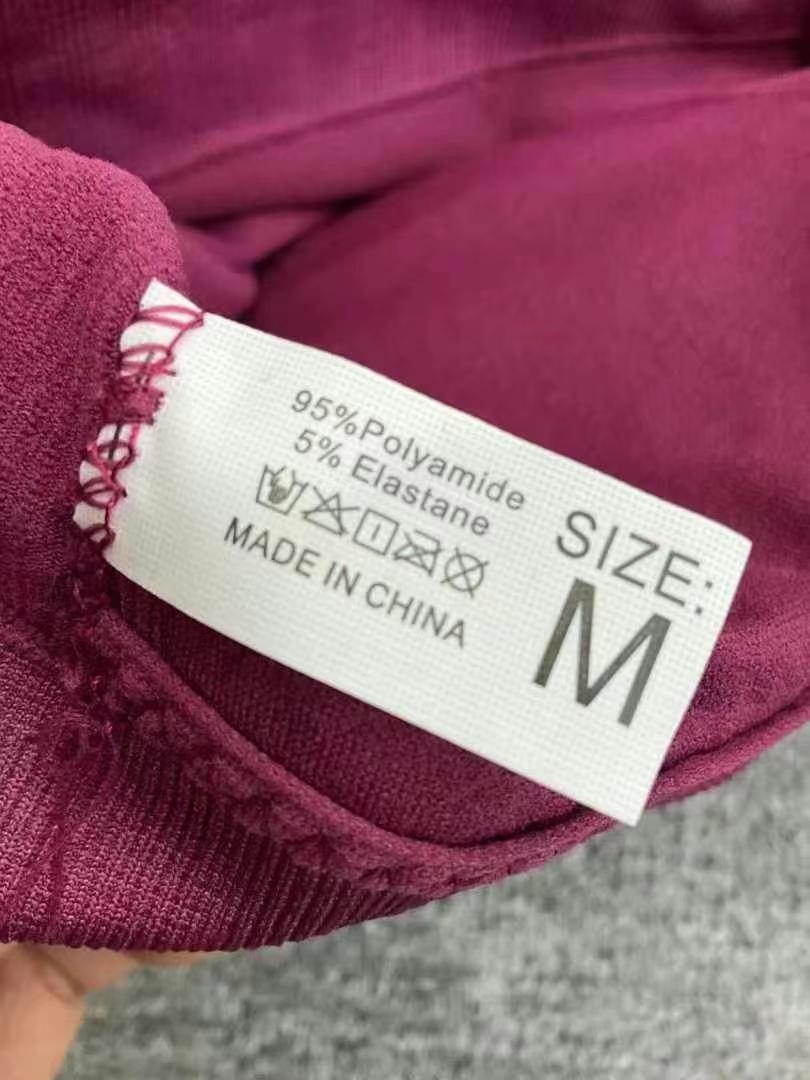 95%Polyamide
5% Elastane
MADE IN CHINA
SIZE:
M